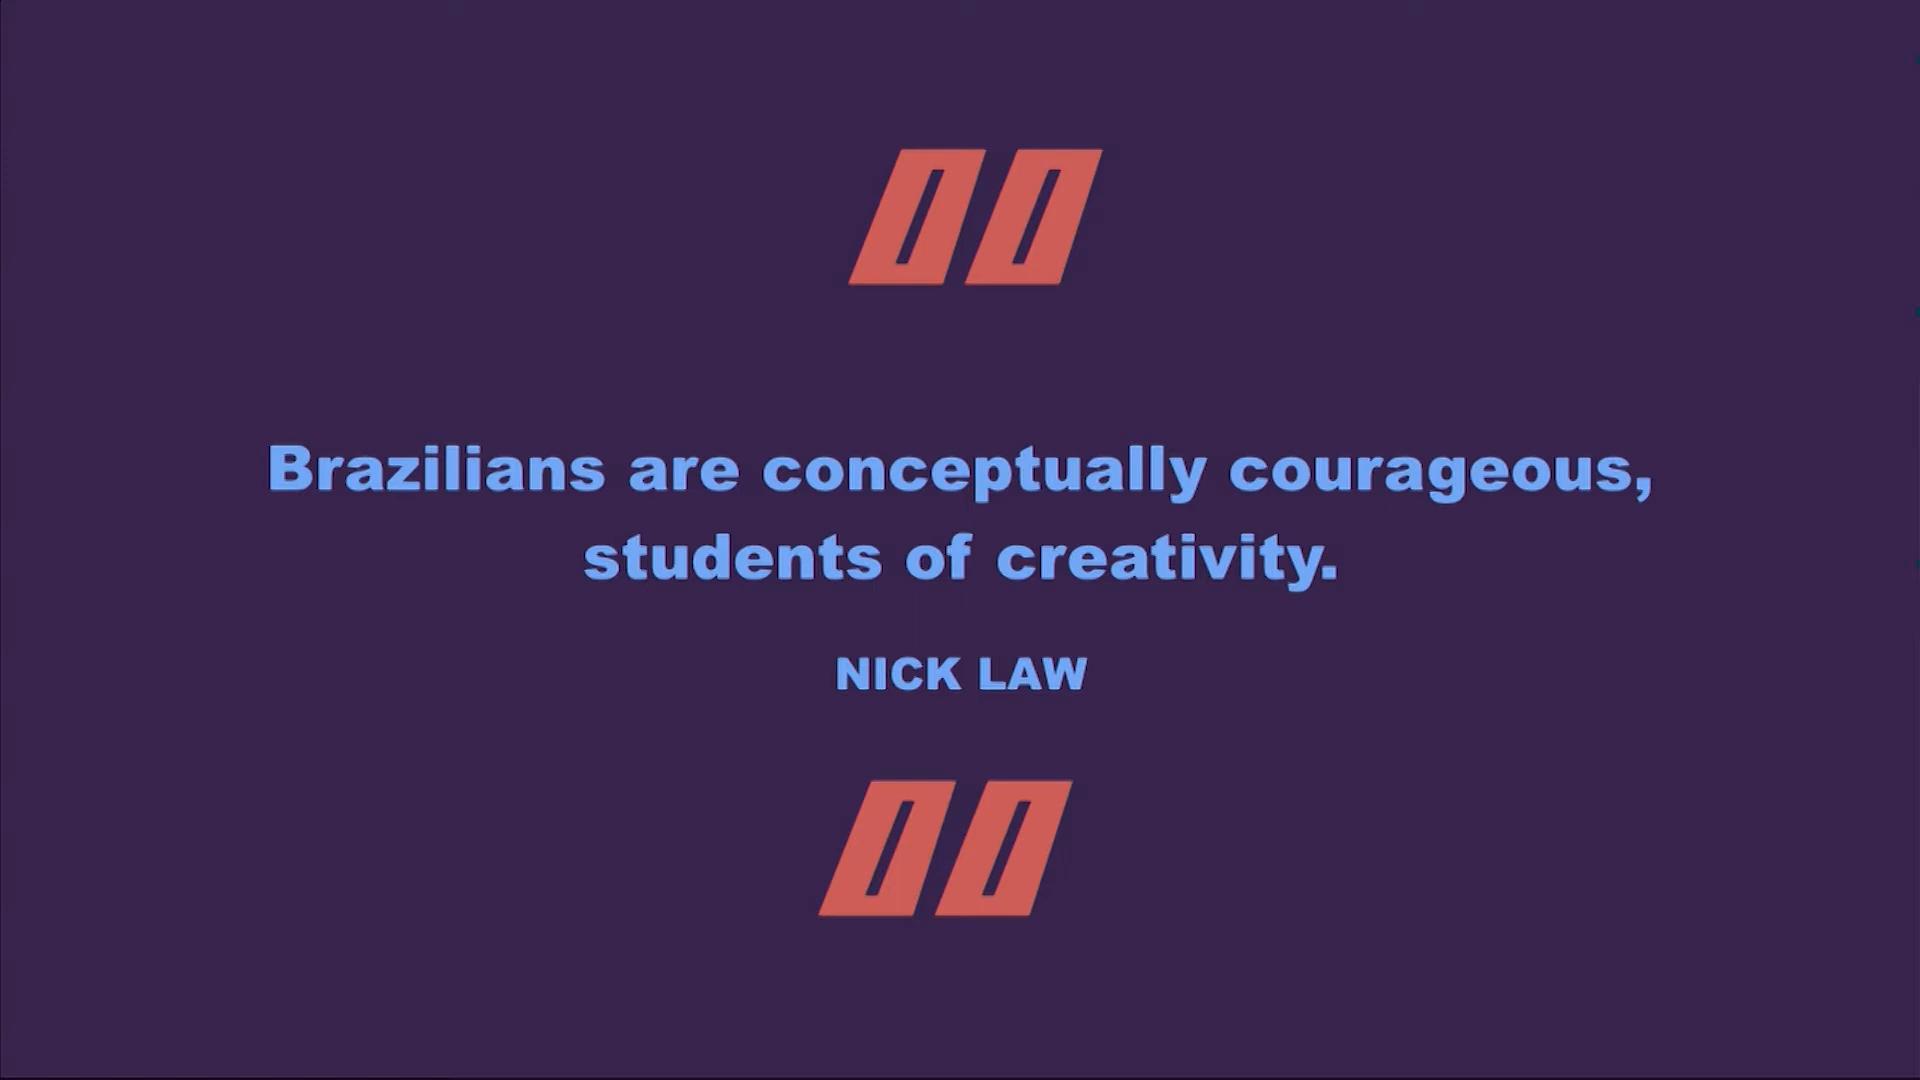 Brazilians are conceptually courageous,
students of creativity.
NICK LAW